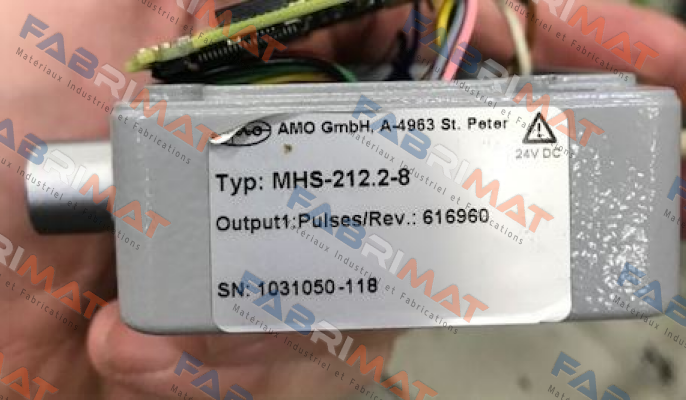 AMO GmbH, A-4963 St. Peter
24V DC
Typ: MHS-212.2-8
Output1:Pulses/Rev.: 616960
SN: 1031050-118
FABRIMAT
Materiaux Industriel et Fabrications